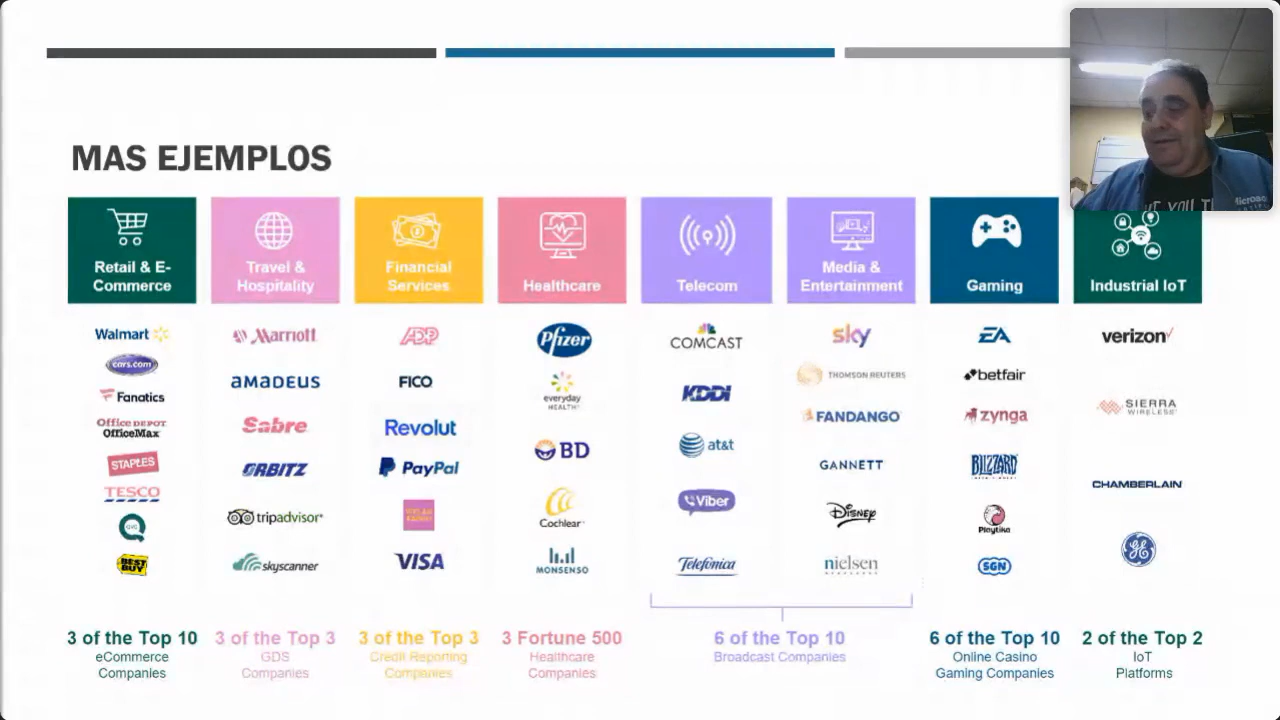 MAS EJEMPLOS
Retail & E-
Commerce
Travel &
Hospitality
Financial
Services
Healthcare
Telecom
Media &
Entertainment
Gaming
Industrial IoT
Walmart
cars.com
Fanatics
Office DEPOT
OfficeMax
STAPLES
TESCO
QVC
BEST
BUY
Marriott
amadeus
Sabre
ORBITZ
tripadvisor
skyscanner
ADP
FICO
Revolut
PayPal
VISA
Pfizer
everyday
HEALTH
BD
Cochlear
MONSENSO
COMCAST
KDDI
at&t
Viber
Telefónica
sky
THOMSON REUTERS
FANDANGO
GANNETT
DISNEY
nielsen
EA
betfair
zynga
BLIZZARD
Playtika
SGN
verizon
SIERRA
WIRELESS
CHAMBERLAIN
GE
3 of the Top 10
eCommerce
Companies
3 of the Top 3
GDS
Companies
3 of the Top 3
Credit Reporting
Companies
3 Fortune 500
Healthcare
Companies
6 of the Top 10
Broadcast Companies
6 of the Top 10
Online Casino
Gaming Companies
2 of the Top 2
IoT
Platforms